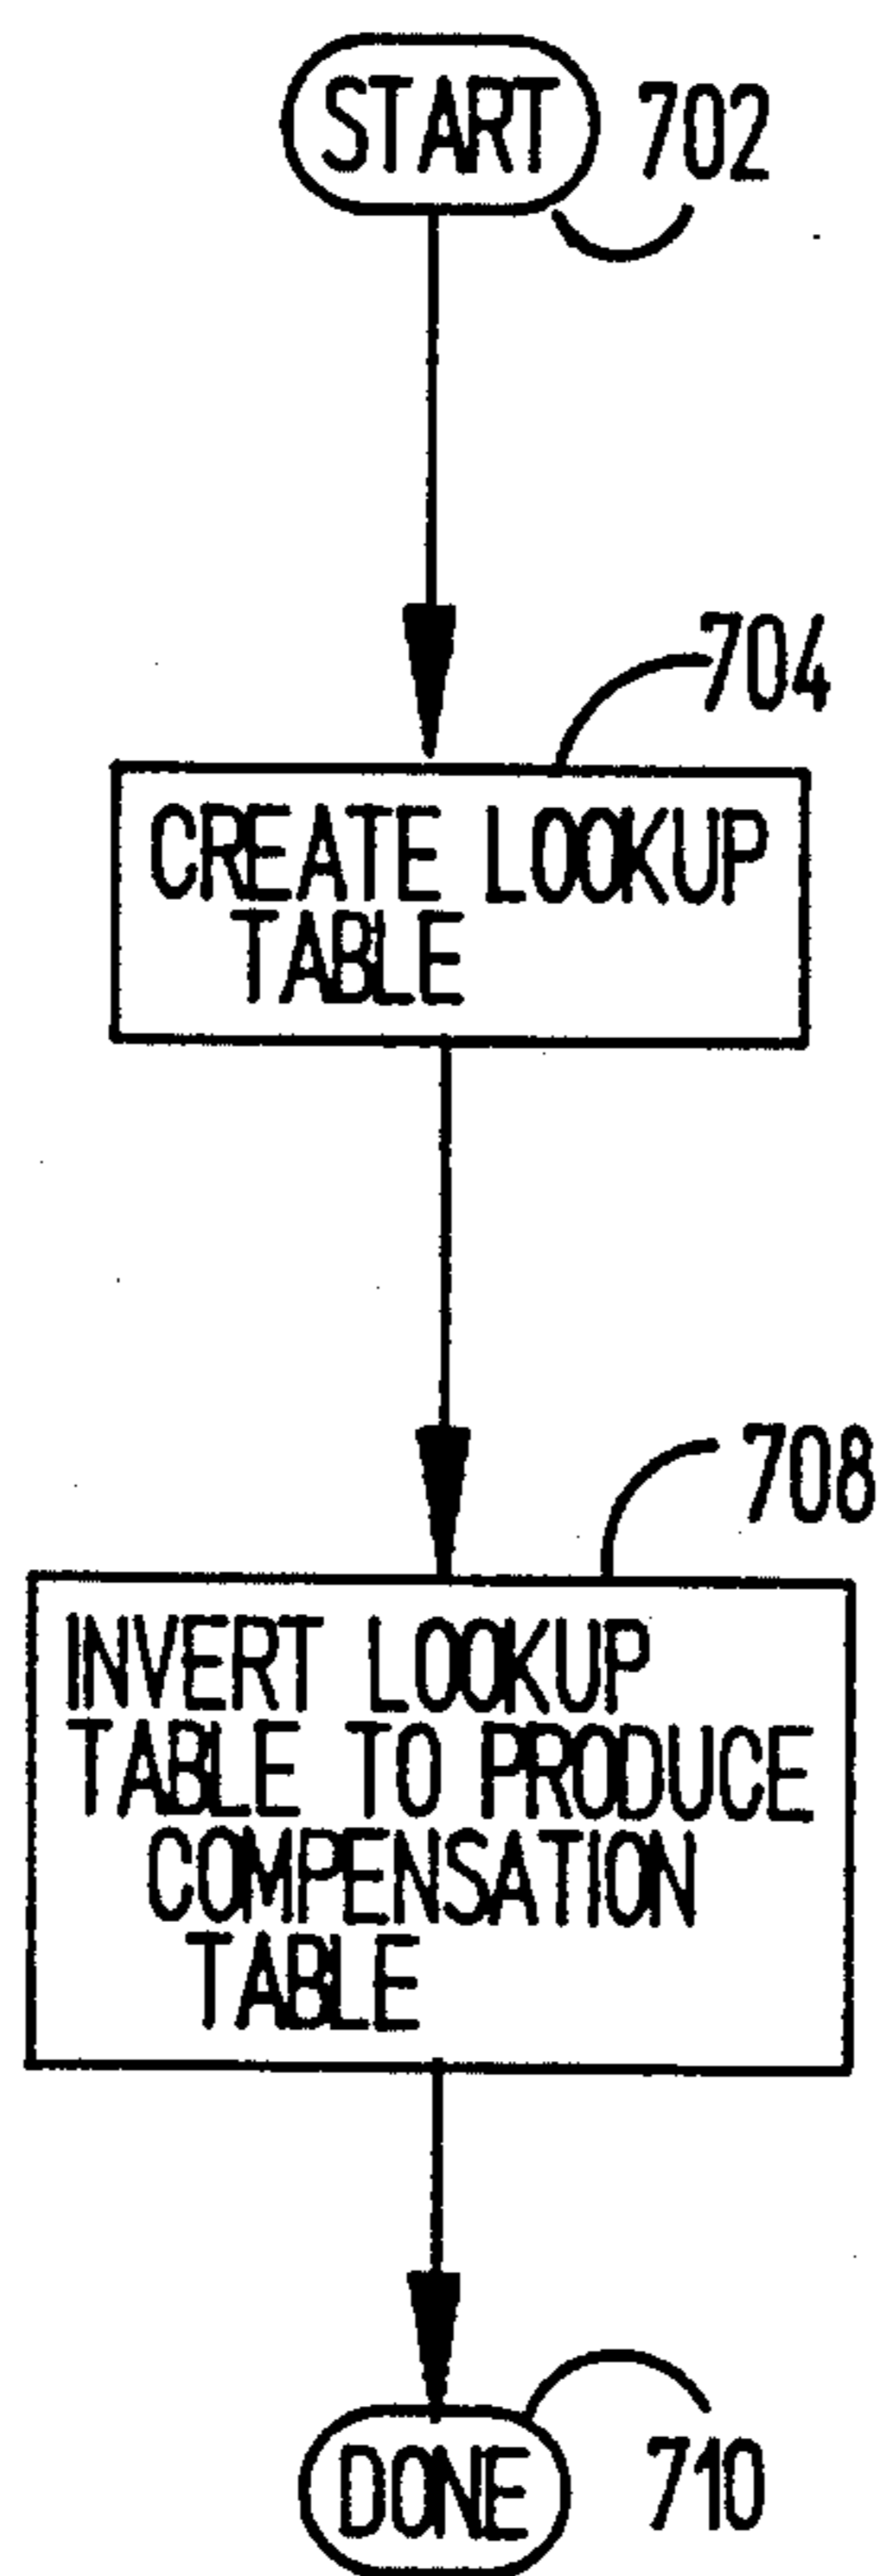 START
702
704
CREATE LOOKUP
TABLE
708
INVERT LOOKUP
TABLE TO PRODUCE
COMPENSATION
TABLE
DONE
710